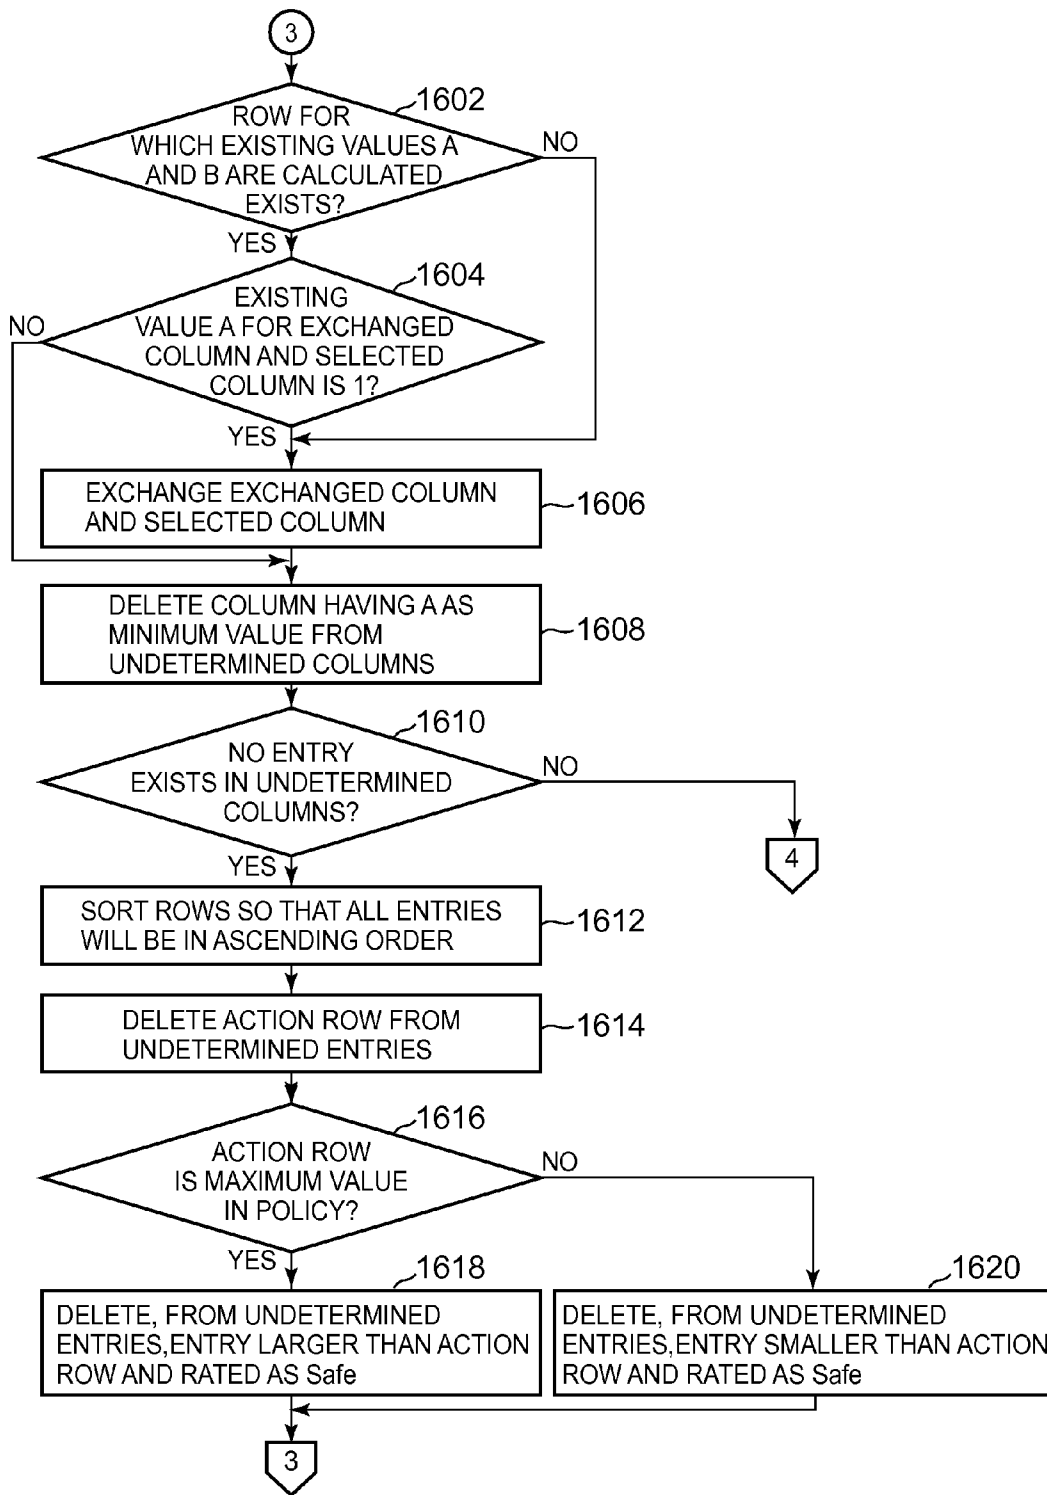 3
1602
ROW FOR
WHICH EXISTING VALUES A
AND B ARE CALCULATED
EXISTS?
NO
YES
1604
EXISTING
VALUE A FOR EXCHANGED
COLUMN AND SELECTED
COLUMN IS 1?
NO
YES
EXCHANGE EXCHANGED COLUMN
AND SELECTED COLUMN
1606
DELETE COLUMN HAVING A AS
MINIMUM VALUE FROM
UNDETERMINED COLUMNS
1608
1610
NO ENTRY
EXISTS IN UNDETERMINED
COLUMNS?
NO
4
YES
SORT ROWS SO THAT ALL ENTRIES
WILL BE IN ASCENDING ORDER
1612
DELETE ACTION ROW FROM
UNDETERMINED ENTRIES
1614
1616
ACTION ROW
IS MAXIMUM VALUE
IN POLICY?
NO
YES
1618
DELETE, FROM UNDETERMINED
ENTRIES,ENTRY LARGER THAN ACTION
ROW AND RATED AS Safe
1620
DELETE, FROM UNDETERMINED
ENTRIES,ENTRY SMALLER THAN ACTION
ROW AND RATED AS Safe
3